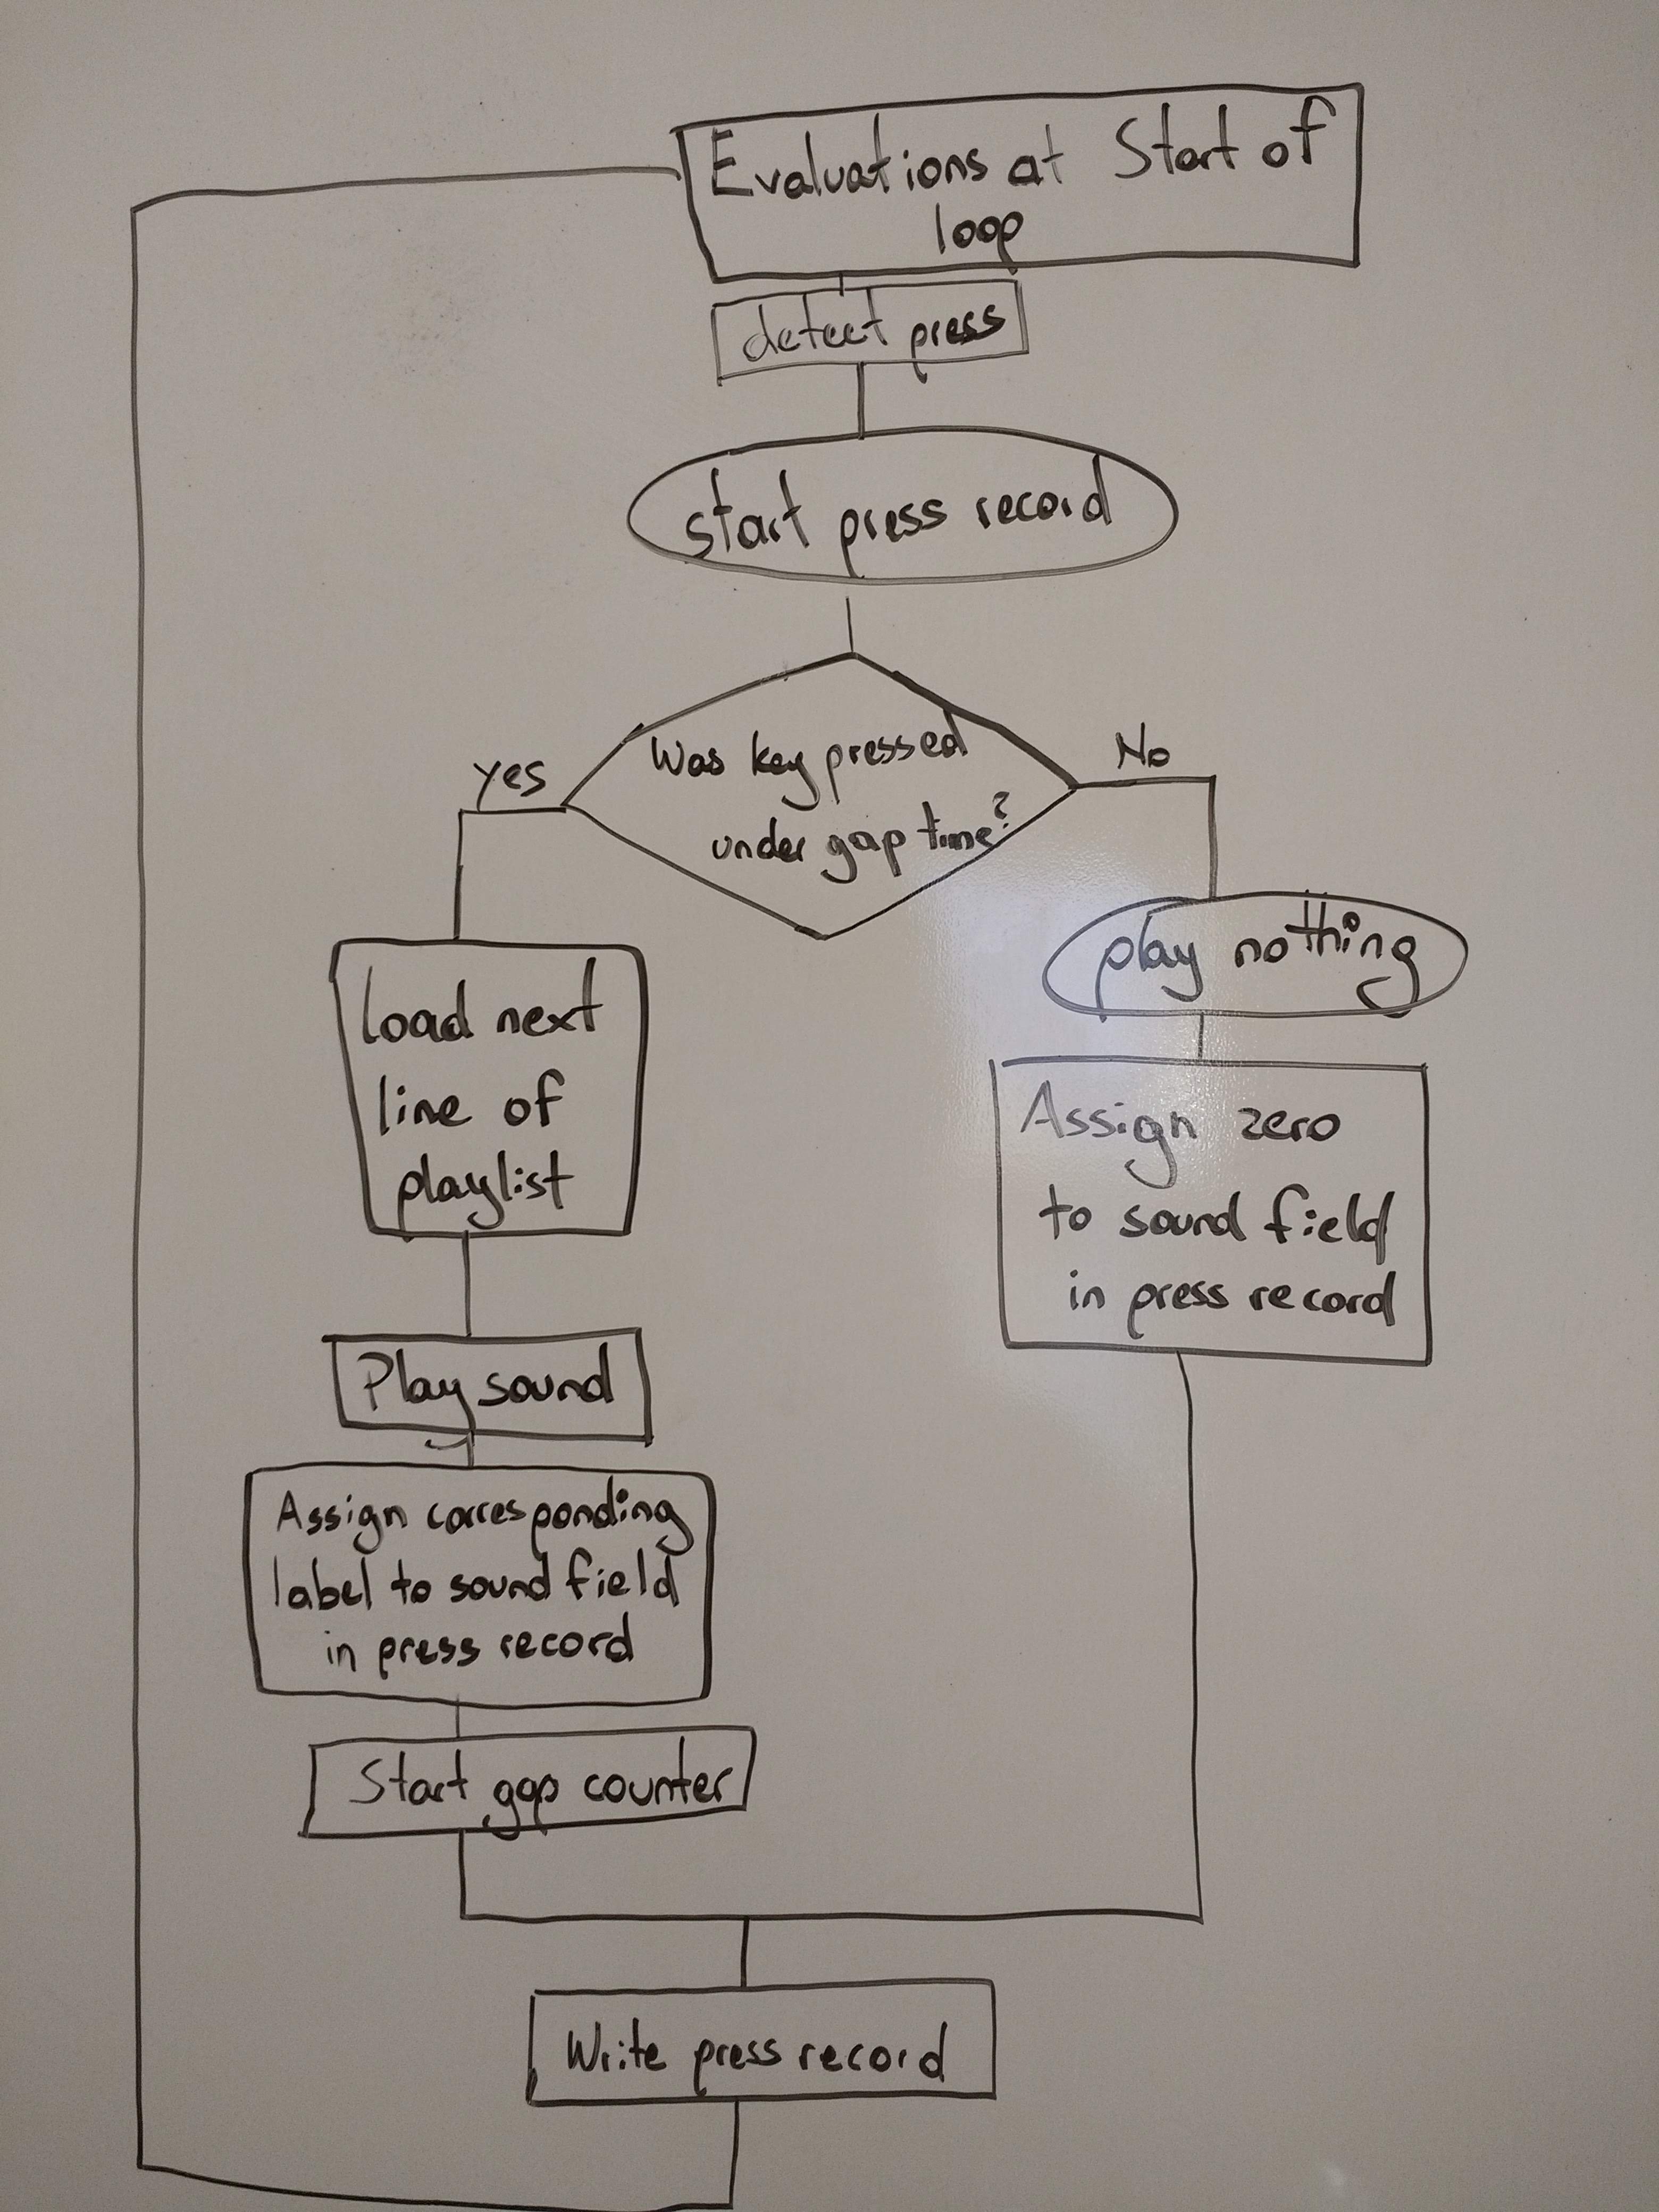 Evaluations at Start of
loop
detect press
start press record
Was key pressed
under gap time?
yes
No
load next
line of
playlist
play nothing
Assign zero
to sound field
in press record
Play sound
Assign corresponding
label to sound field
in press record
Start gap counter
Write press record